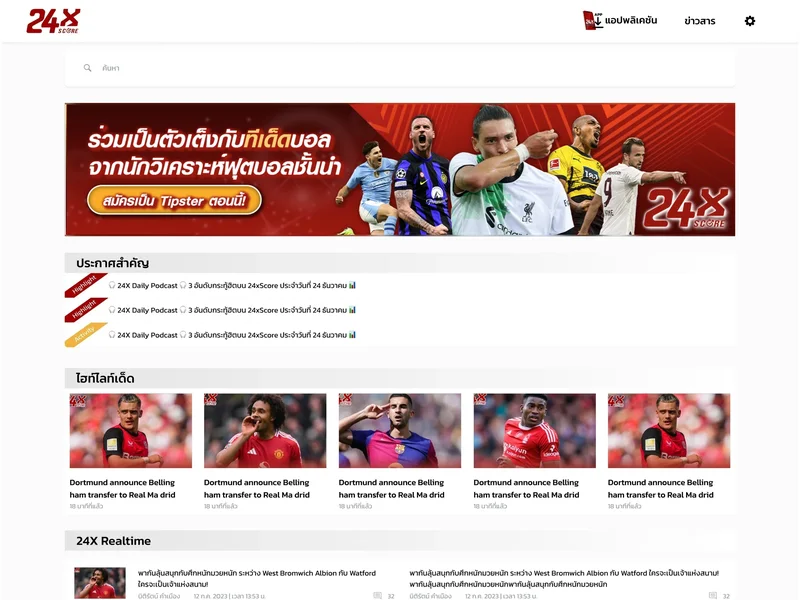 24X
SCORE
แอปพลิเคชัน
ข่าวสาร
ค้นหา
ร่วมเป็นตัวเต็งกับทีเด็ดบอล
จากนักวิเคราะห์ฟุตบอลชั้นนำ
สมัครเป็น Tipster ตอนนี้!
24X
SCORE
ประกาศสำคัญ
Highlight
24X Daily Podcast 🎧 3 อันดับกระทู้ฮิตบน 24xScore ประจำวันที่ 24 ธันวาคม
Highlight
24X Daily Podcast 🎧 3 อันดับกระทู้ฮิตบน 24xScore ประจำวันที่ 24 ธันวาคม
Activity
24X Daily Podcast 🎧 3 อันดับกระทู้ฮิตบน 24xScore ประจำวันที่ 24 ธันวาคม
ไฮไลท์เด็ด
Dortmund announce Belling
ham transfer to Real Ma drid
18 นาทีที่แล้ว
Dortmund announce Belling
ham transfer to Real Ma drid
18 นาทีที่แล้ว
Dortmund announce Belling
ham transfer to Real Ma drid
18 นาทีที่แล้ว
Dortmund announce Belling
ham transfer to Real Ma drid
18 นาทีที่แล้ว
Dortmund announce Belling
ham transfer to Real Ma drid
18 นาทีที่แล้ว
24X Realtime
พากันลุ้นสนุกกับศึกหนักมวยหนัก ระหว่าง West Bromwich Albion กับ Watford
ใครจะเป็นเจ้าแห่งสนาม!
นิติรัตน์ คำเมือง 12 ก.ค. 2023 | เวลา 13:53 น. 32
พากันลุ้นสนุกกับศึกหนักมวยหนัก ระหว่าง West Bromwich Albion กับ Watford ใครจะเป็นเจ้าแห่งสนาม!
พากันลุ้นสนุกกับศึกหนักมวยหนักพากันลุ้นสนุกกับศึกหนักมวยหนัก
นิติรัตน์ คำเมือง 12 ก.ค. 2023 | เวลา 13:53 น. 32